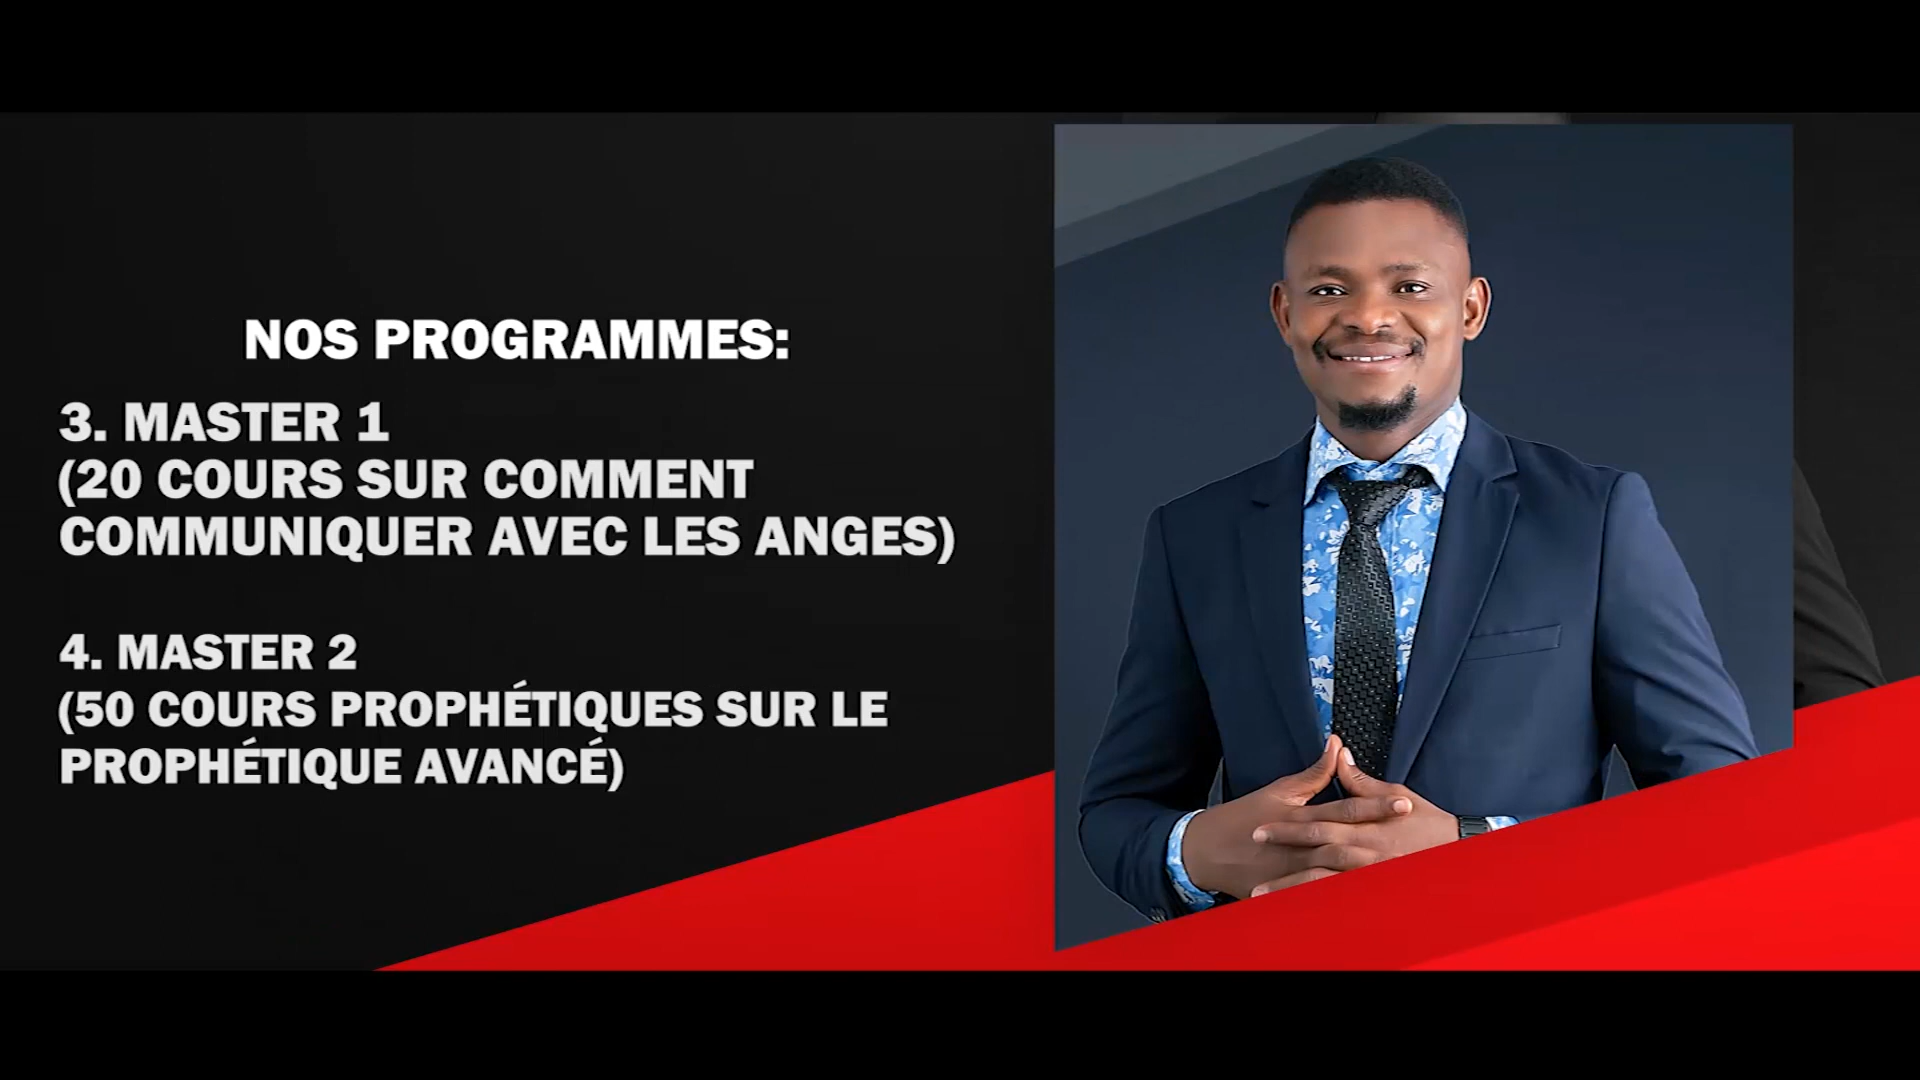 NOS PROGRAMMES:
3. MASTER 1
(20 COURS SUR COMMENT
COMMUNIQUER AVEC LES ANGES)
4. MASTER 2
(50 COURS PROPHÉTIQUES SUR LE
PROPHÉTIQUE AVANCÉ)